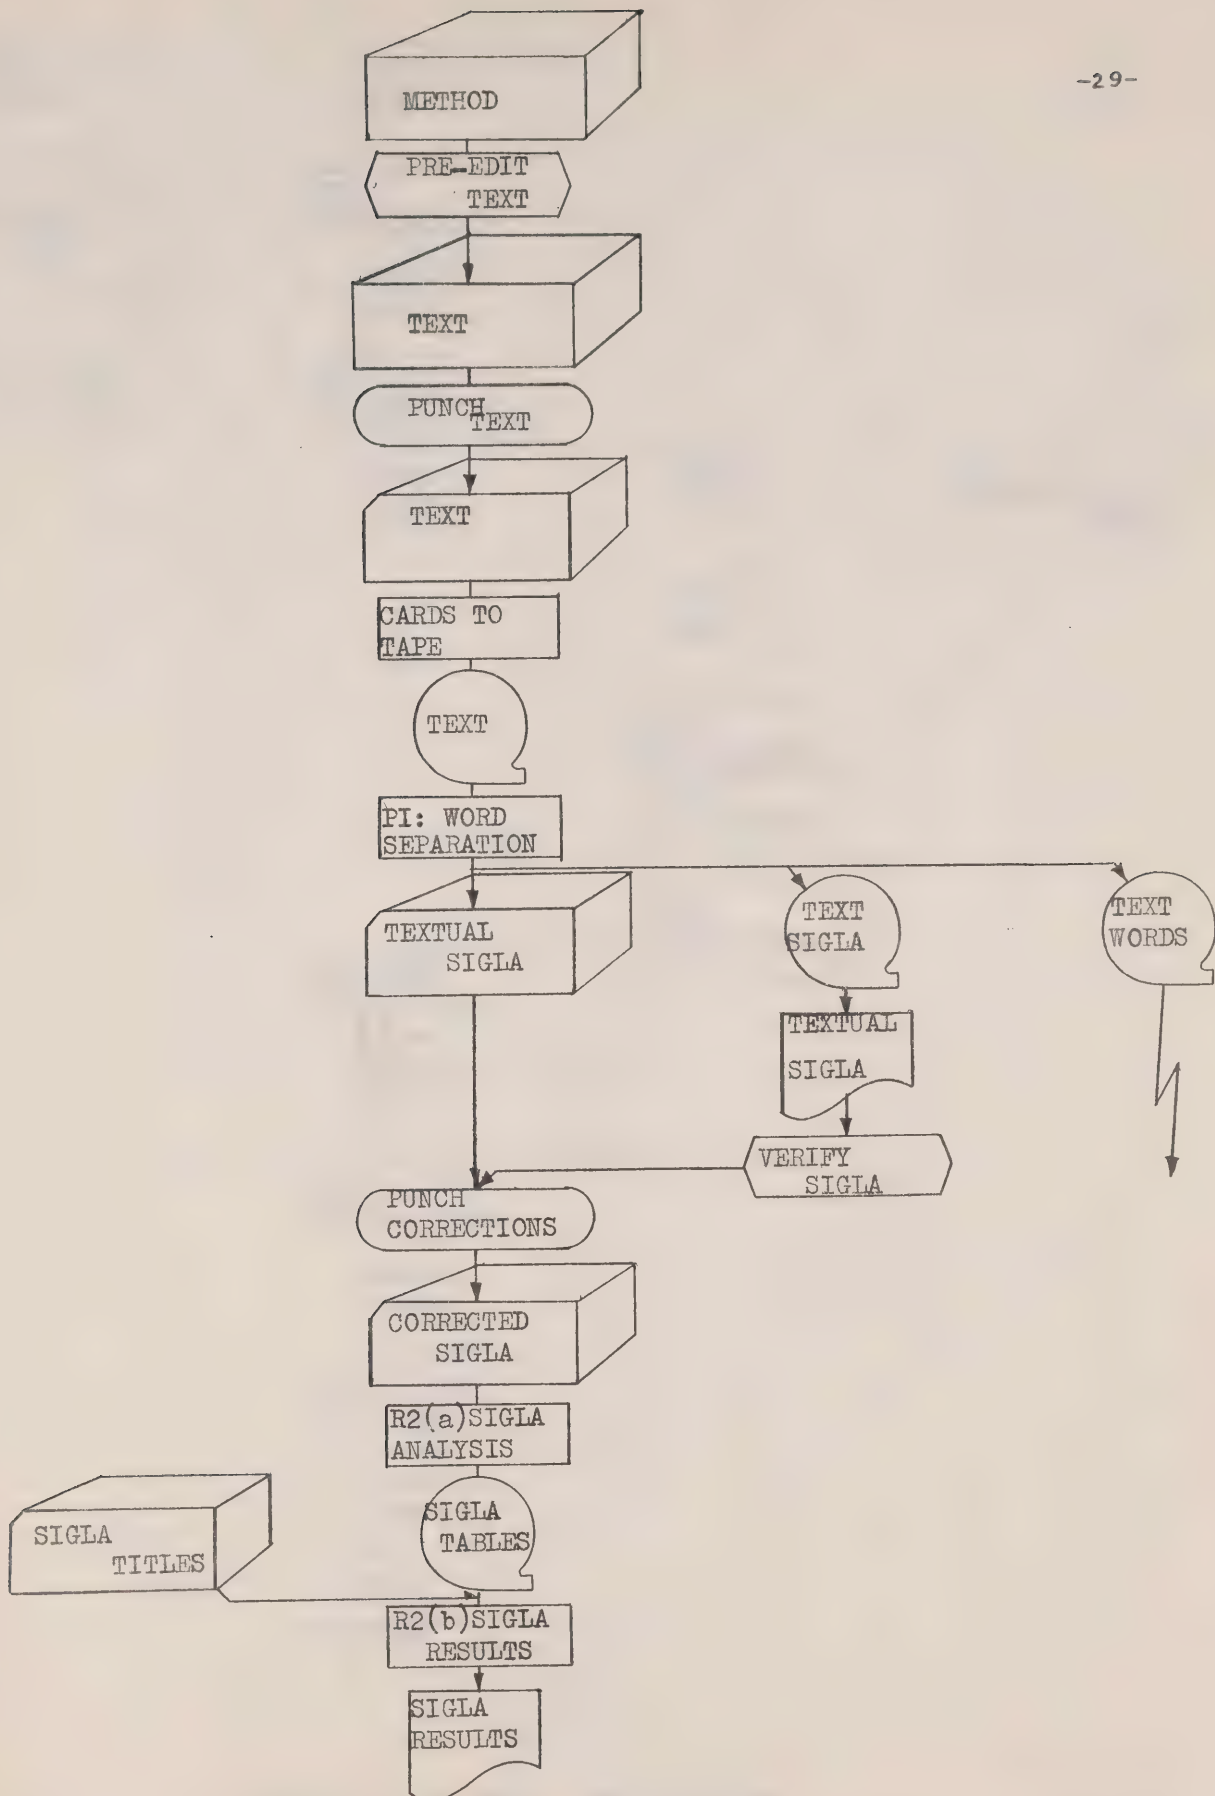 -29-
METHOD
PRE-EDIT
TEXT
TEXT
PUNCH
TEXT
TEXT
CARDS TO
TAPE
TEXT
PI: WORD
SEPARATION
TEXTUAL
SIGLA
TEXT
SIGLA
TEXT
WORDS
TEXTUAL
SIGLA
VERIFY
SIGLA
PUNCH
CORRECTIONS
CORRECTED
SIGLA
R2(a)SIGLA
ANALYSIS
SIGLA
TITLES
SIGLA
TABLES
R2(b)SIGLA
RESULTS
SIGLA
RESULTS